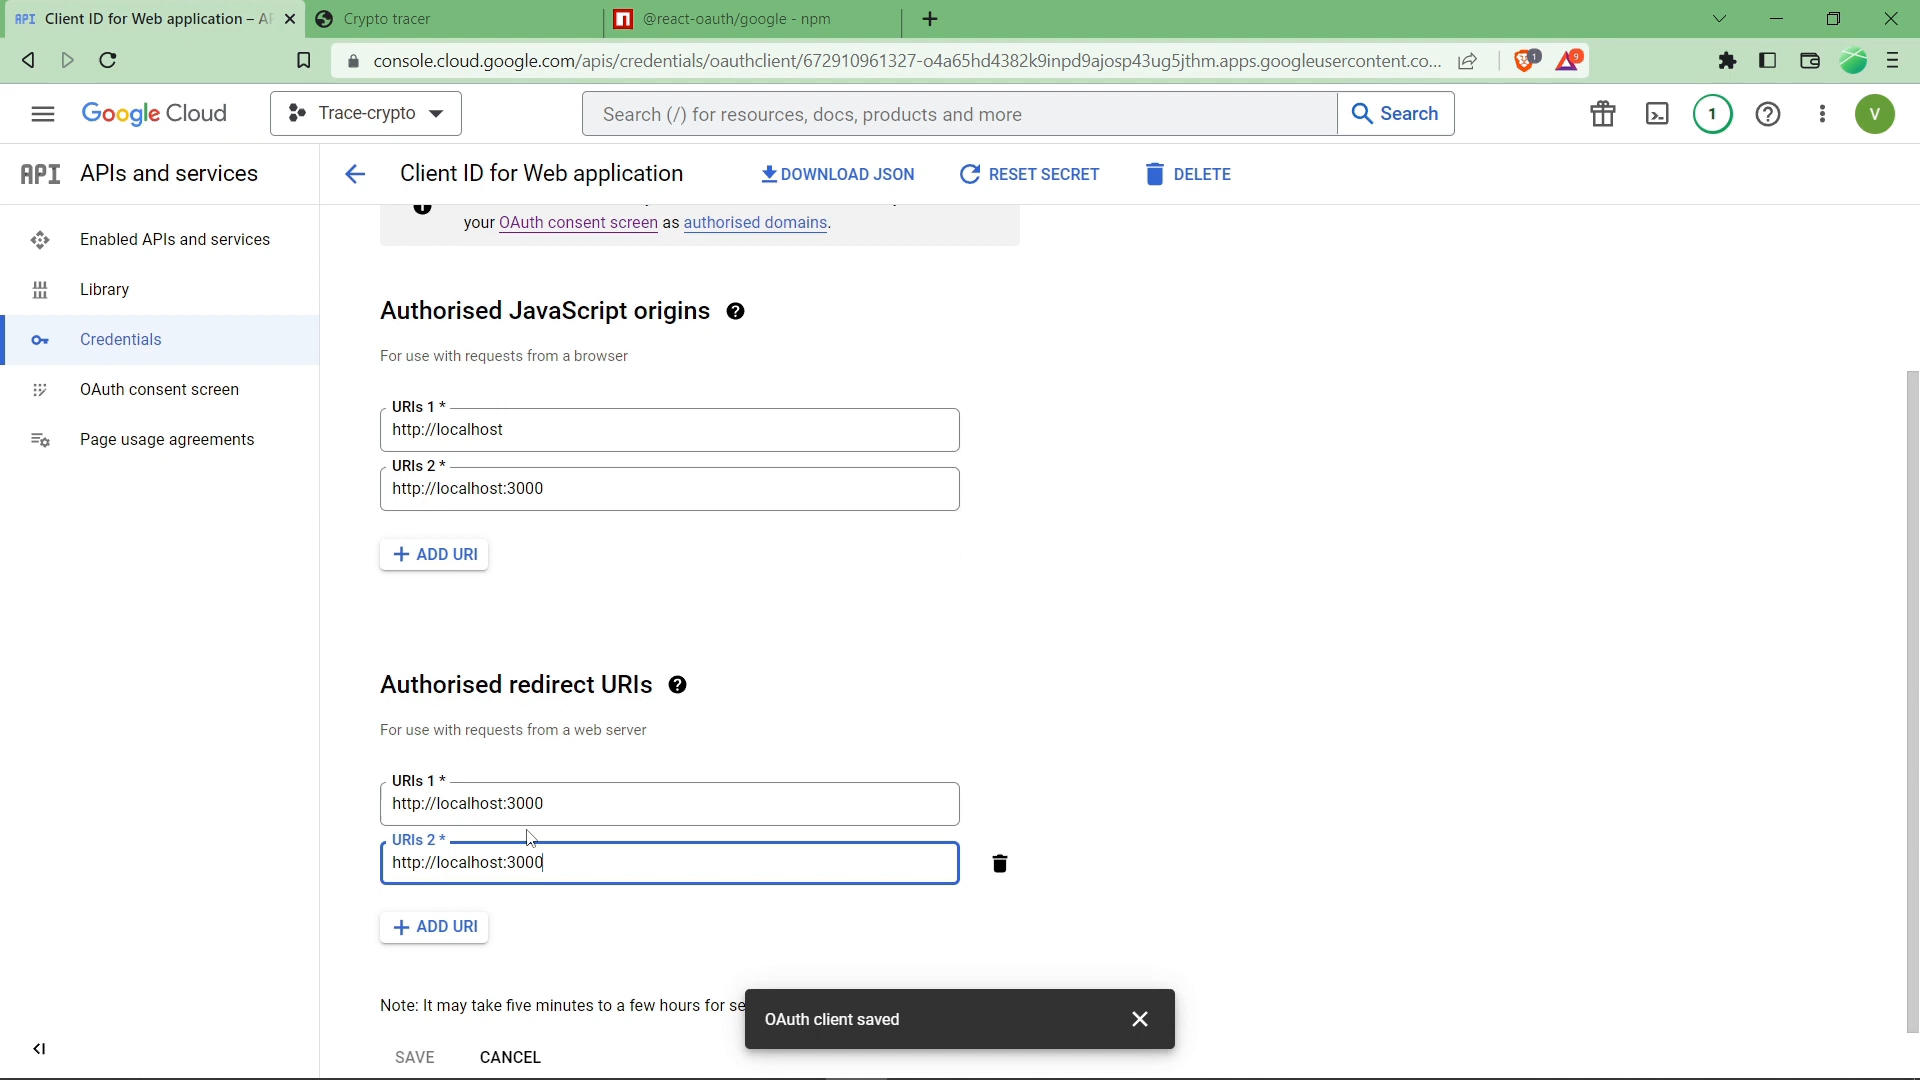 API Client ID for Web application – AF
Crypto tracer
n @react-oauth/google - npm
console.cloud.google.com/apis/credentials/oauthclient/672910961327-o4a65hd4382k9inpd9ajosp43ug5jthm.apps.googleusercontent.co...
1
9
Google Cloud
Trace-crypto
Search (/) for resources, docs, products and more
Search
1
V
API APIs and services
Client ID for Web application
DOWNLOAD JSON
RESET SECRET
DELETE
your OAuth consent screen as authorised domains.
Enabled APIs and services
Library
Credentials
OAuth consent screen
Page usage agreements
Authorised JavaScript origins
For use with requests from a browser
URIs 1 *
http://localhost
URIs 2 *
http://localhost:3000
+ ADD URI
Authorised redirect URIs
For use with requests from a web server
URIs 1 *
http://localhost:3000
URIs 2 *
http://localhost:3000
+ ADD URI
Note: It may take five minutes to a few hours for se
OAuth client saved
SAVE
CANCEL